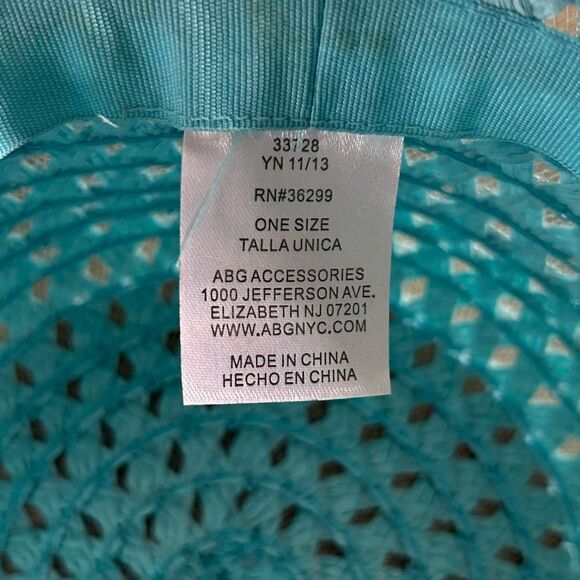 33728
YN 11/13
RN#36299
ONE SIZE
TALLA UNICA
ABG ACCESSORIES
1000 JEFFERSON AVE.
ELIZABETH NJ 07201
WWW.ABGNYC.COM
MADE IN CHINA
HECHO EN CHINA